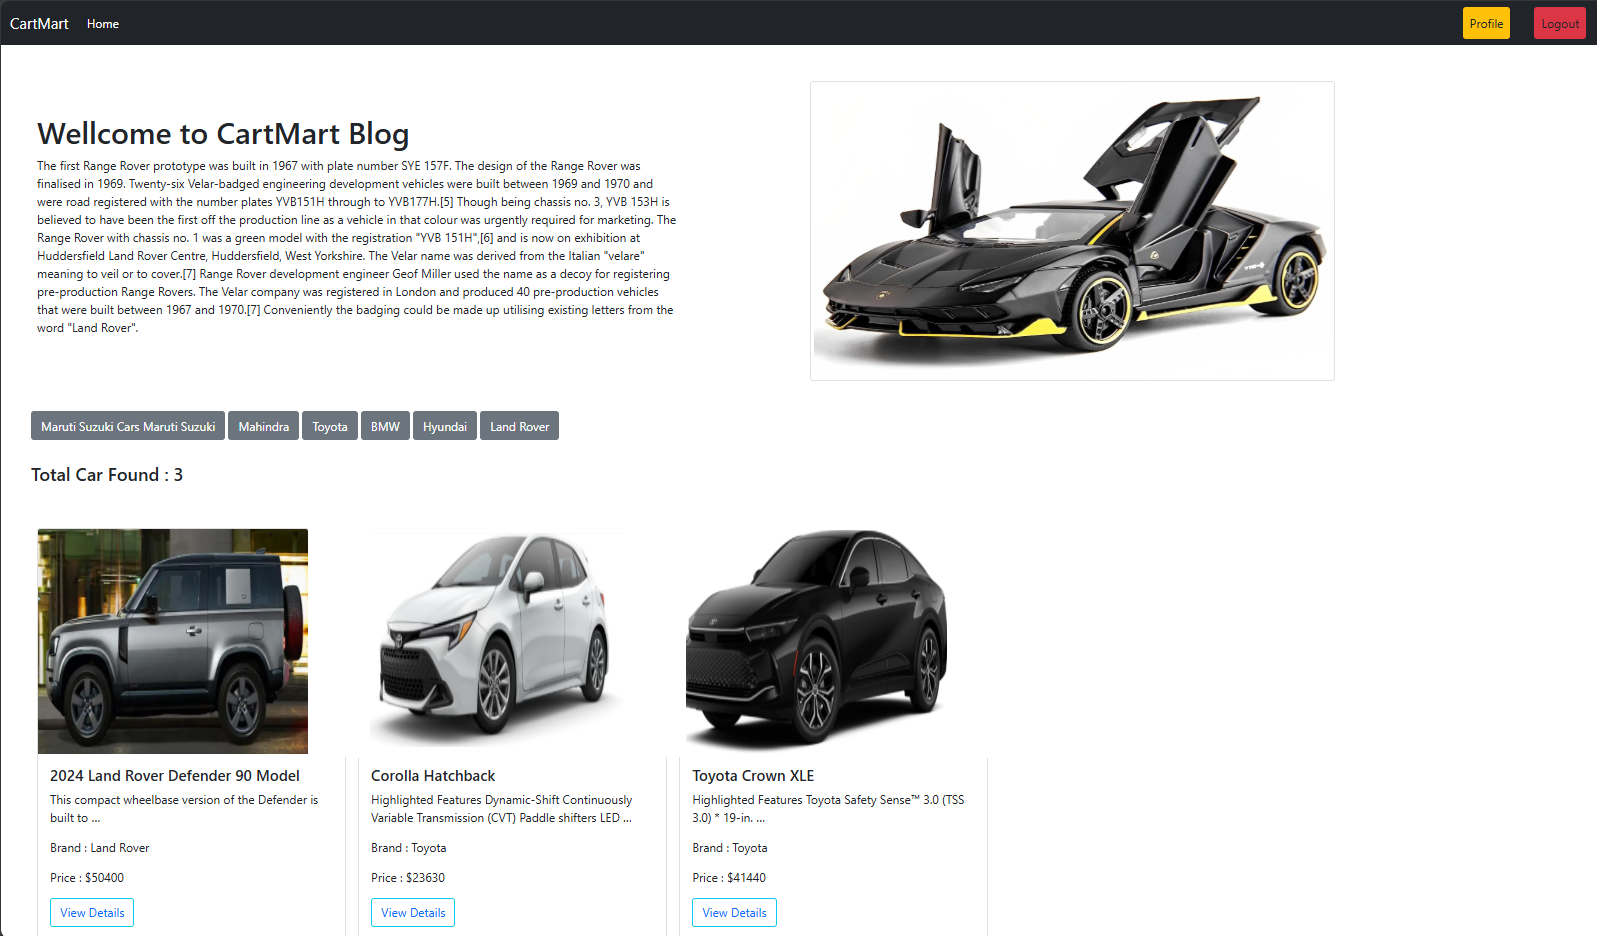 CartMart Home Profile Logout
Wellcome to CartMart Blog
The first Range Rover prototype was built in 1967 with plate number SYE 157F. The design of the Range Rover was
finalised in 1969. Twenty-six Velar-badged engineering development vehicles were built between 1969 and 1970 and
were road registered with the number plates YVB151H through to YVB177H.[5] Though being chassis no. 3, YVB 153H is
believed to have been the first off the production line as a vehicle in that colour was urgently required for marketing. The
Range Rover with chassis no. 1 was a green model with the registration "YVB 151H",[6] and is now on exhibition at
Huddersfield Land Rover Centre, Huddersfield, West Yorkshire. The Velar name was derived from the Italian "velare"
meaning to veil or to cover.[7] Range Rover development engineer Geof Miller used the name as a decoy for registering
pre-production Range Rovers. The Velar company was registered in London and produced 40 pre-production vehicles
that were built between 1967 and 1970.[7] Conveniently the badging could be made up utilising existing letters from the
word "Land Rover".
Maruti Suzuki Cars Maruti Suzuki Mahindra Toyota BMW Hyundai Land Rover
Total Car Found : 3
2024 Land Rover Defender 90 Model
This compact wheelbase version of the Defender is
built to ...
Brand : Land Rover
Price : $50400
View Details
Corolla Hatchback
Highlighted Features Dynamic-Shift Continuously
Variable Transmission (CVT) Paddle shifters LED ...
Brand : Toyota
Price : $23630
View Details
Toyota Crown XLE
Highlighted Features Toyota Safety Sense™ 3.0 (TSS
3.0) * 19-in. ...
Brand : Toyota
Price : $41440
View Details